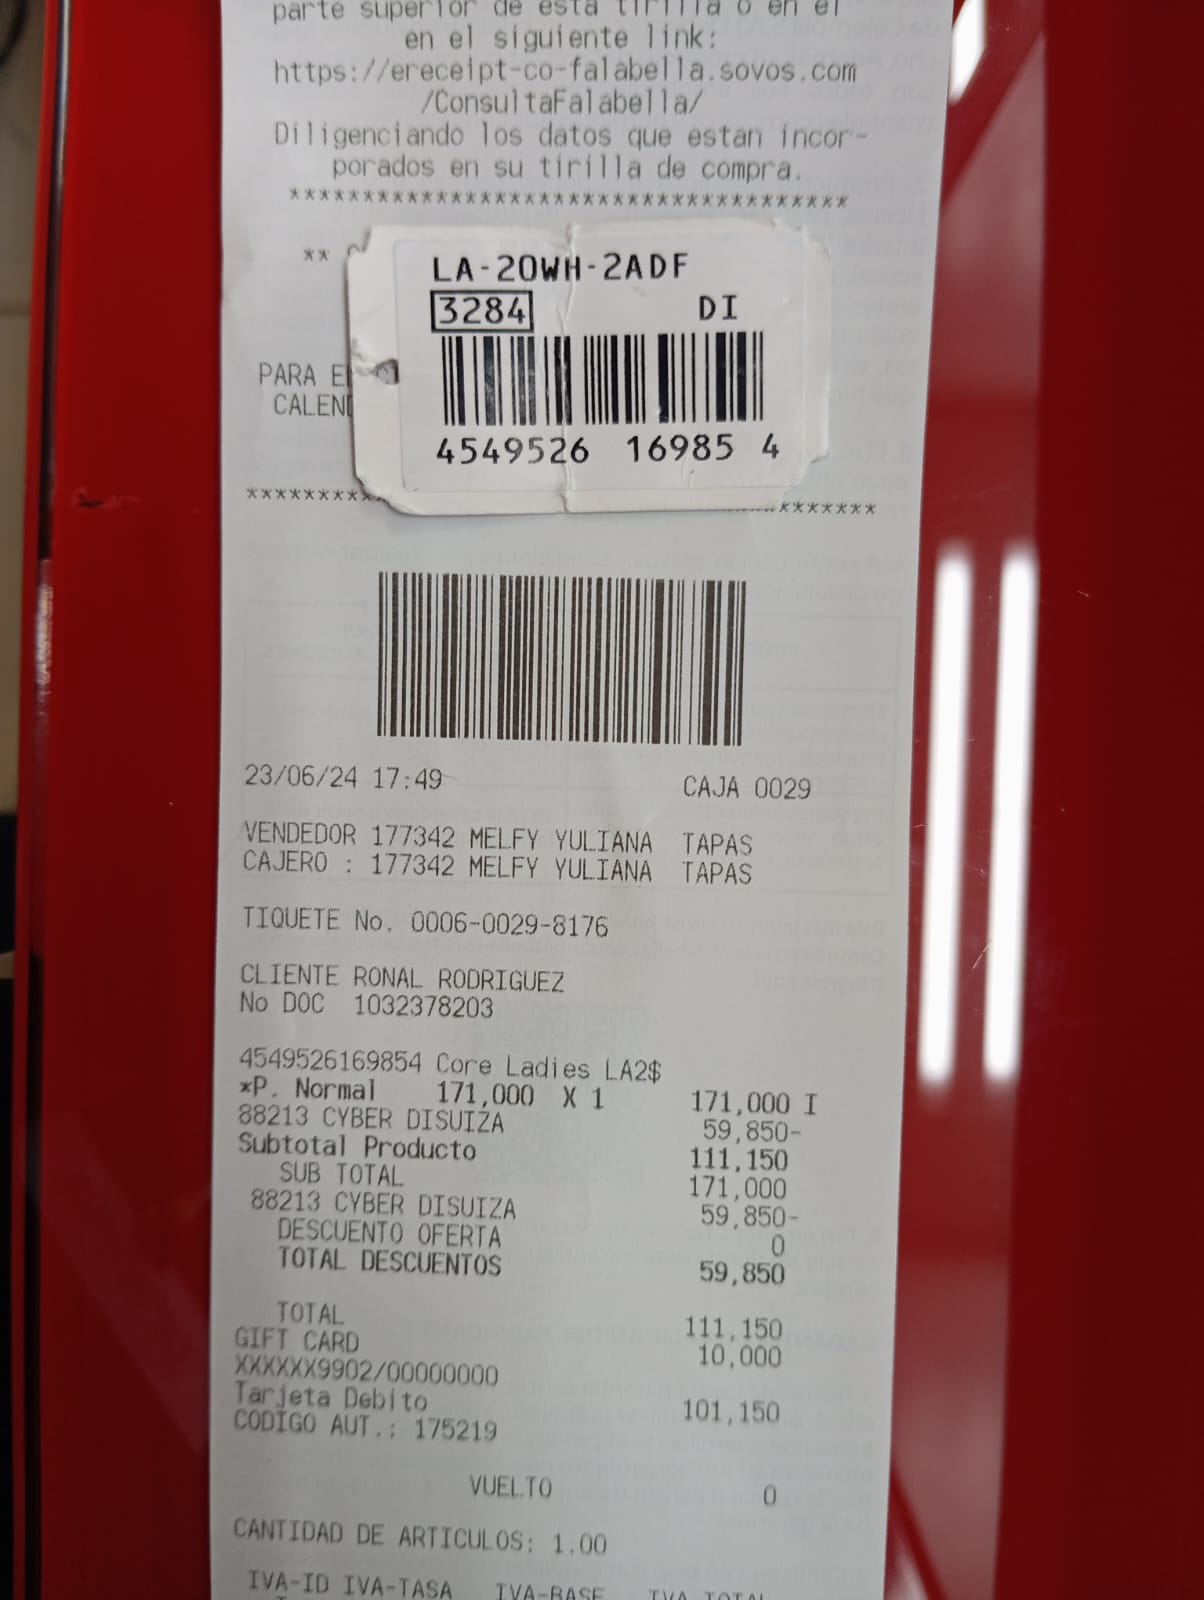 parte superior de esta tirilla o en el
en el siguiente link:
https://ereceipt-co-falabella.sovos.com
/ConsultaFalabella/
Diligenciando los datos que estan incor-
porados en su tirilla de compra.
***************************************
**
LA-20WH-2ADF
3284 DI
PARA
CALEN
4549526 16985 4
23/06/24 17:49 CAJA 0029
VENDEDOR 177342 MELFY YULIANA TAPAS
CAJERO : 177342 MELFY YULIANA TAPAS
TIQUETE No. 0006-0029-8176
CLIENTE RONAL RODRIGUEZ
No DOC 1032378203
4549526169854 Core Ladies LA2$
*P. Normal 171,000 X 1 171,000 I
88213 CYBER DISUIZA 59,850-
Subtotal Producto 111,150
SUB TOTAL 171,000
88213 CYBER DISUIZA 59,850-
DESCUENTO OFERTA 0
TOTAL DESCUENTOS 59,850
TOTAL 111,150
GIFT CARD 10,000
XXXXXX9902/00000000
Tarjeta Debito 101,150
CODIGO AUT.: 175219
VUELTO 0
CANTIDAD DE ARTICULOS: 1.00
IVA-ID IVA-TASA IVA-BASE IVA TOTAL